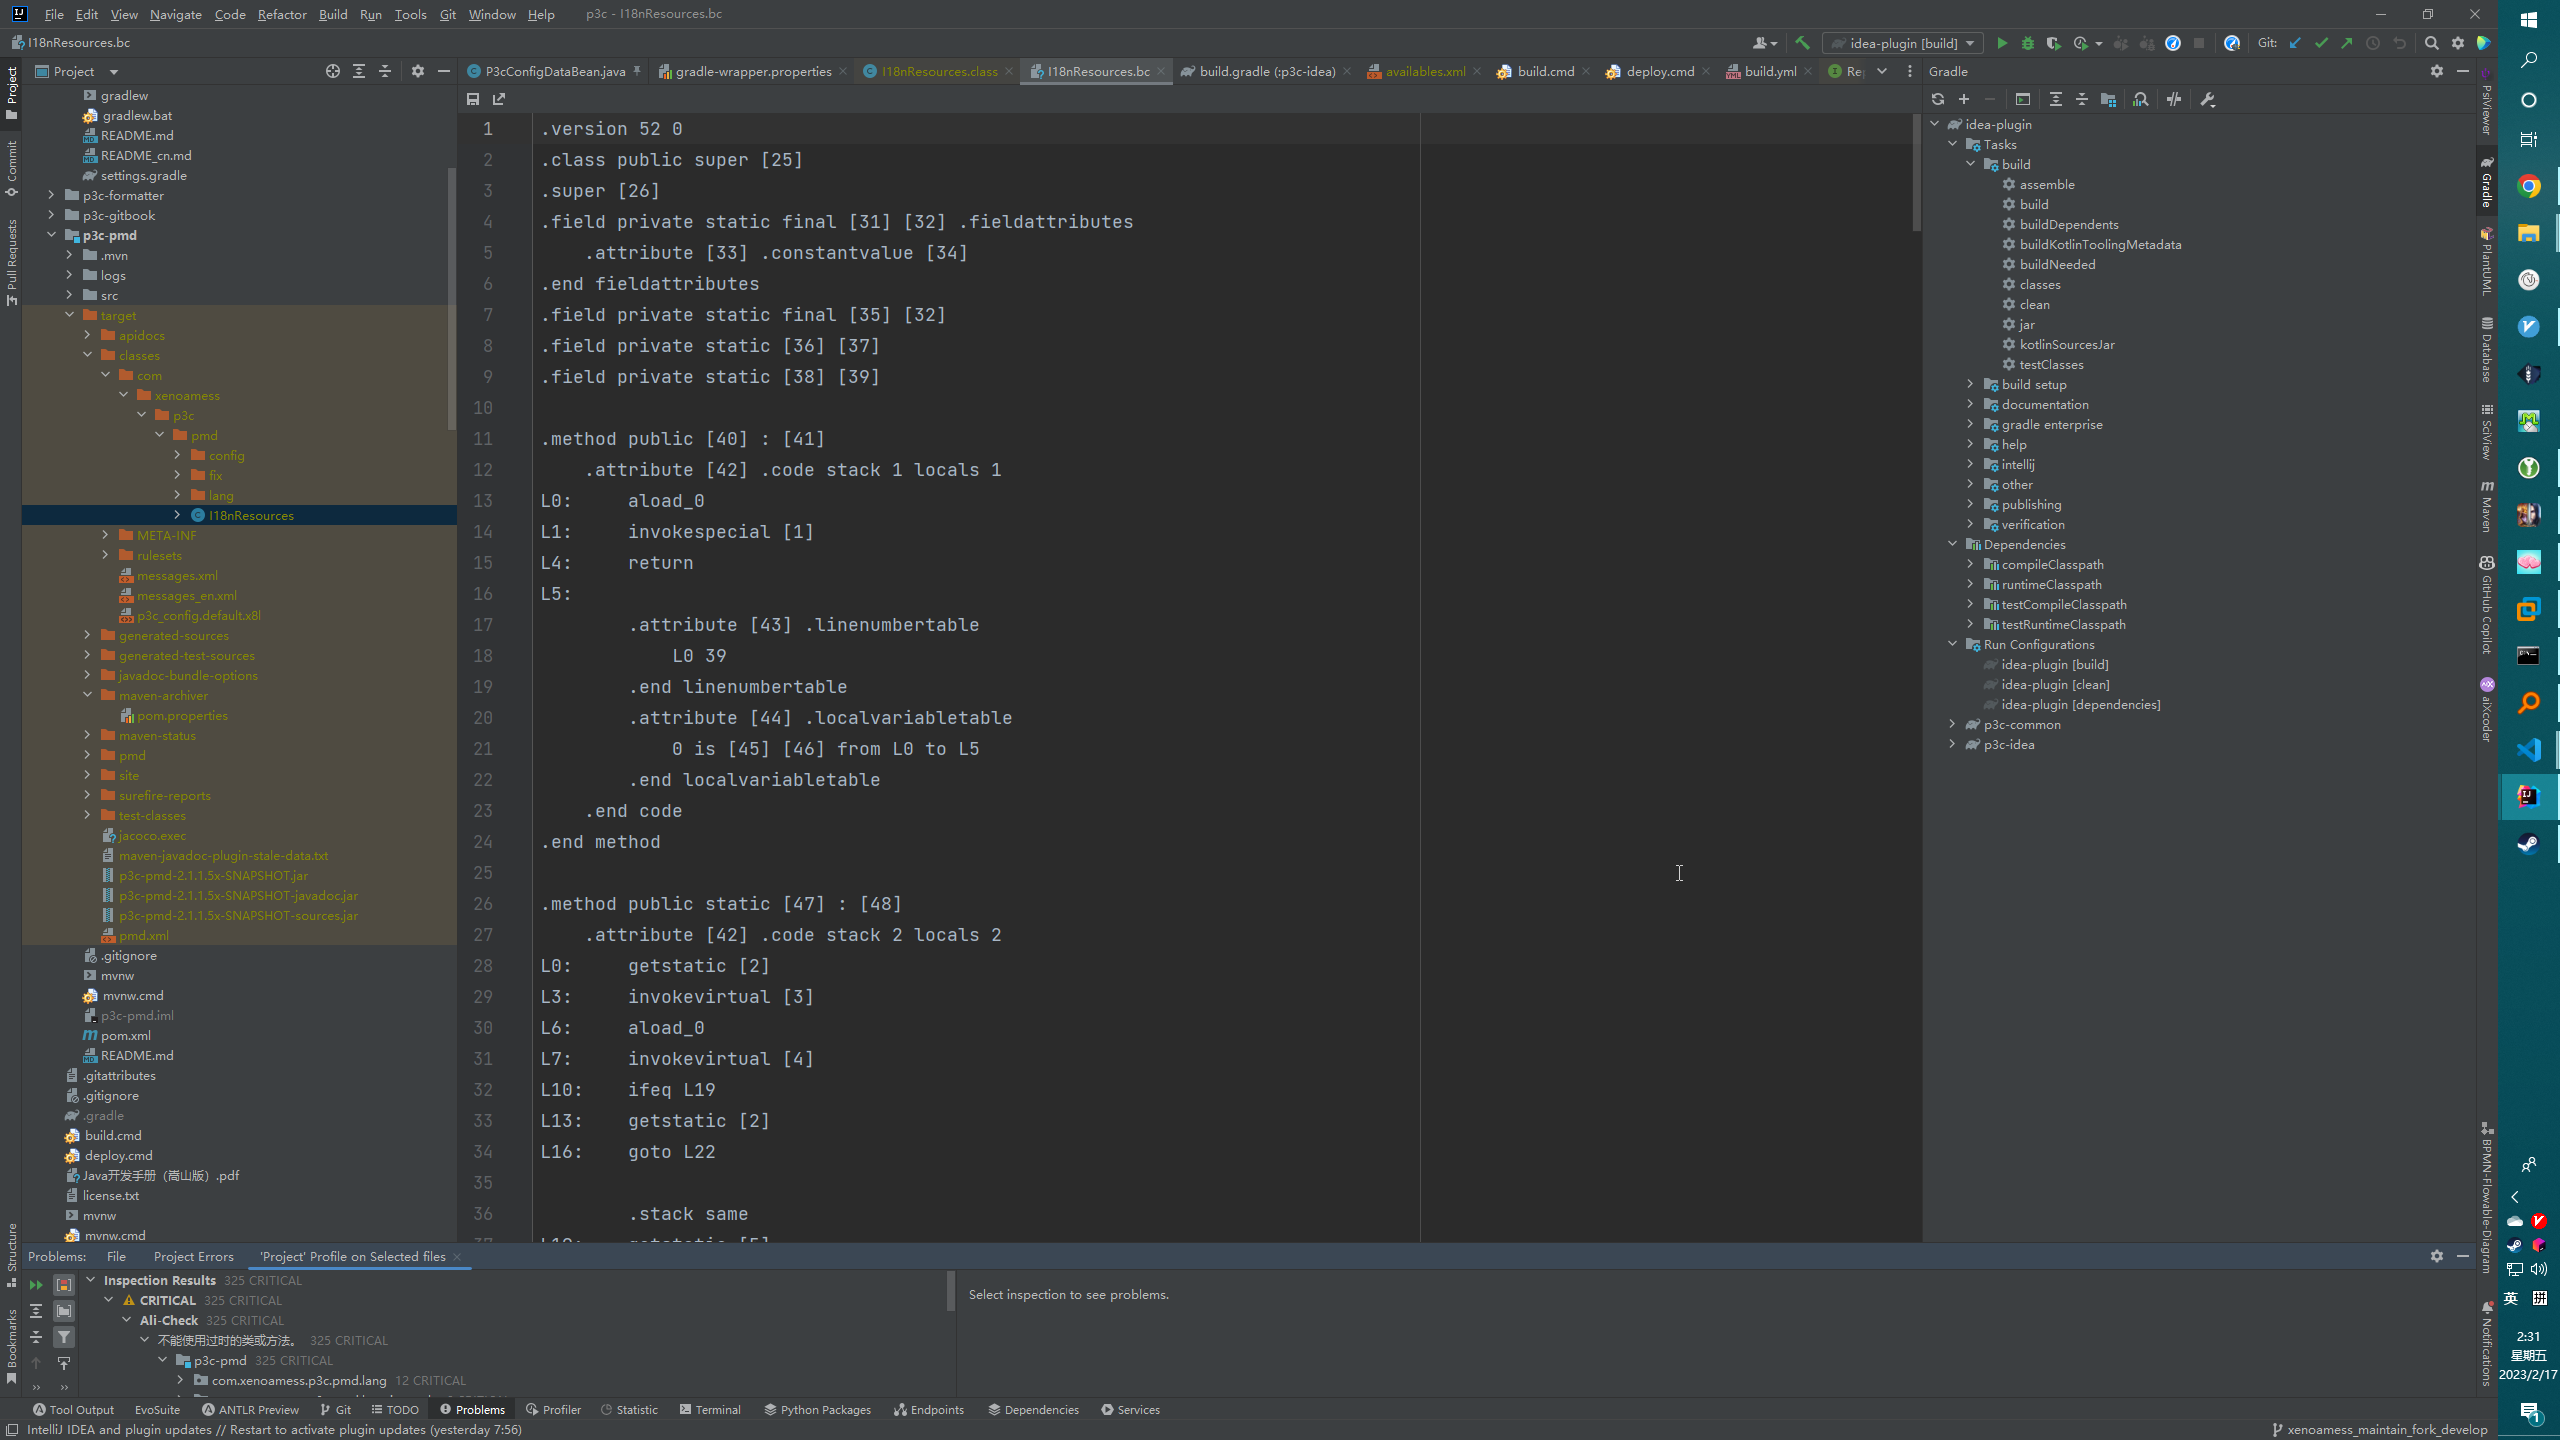 File Edit View Navigate Code Refactor Build Run Tools Git Window Help p3c - I18nResources.bc
I18nResources.bc
idea-plugin [build]
Git:
Project
P3cConfigDataBean.java
gradle-wrapper.properties
I18nResources.class
I18nResources.bc
build.gradle (:p3c-idea)
availables.xml
build.cmd
deploy.cmd
build.yml
Re
Gradle
Project
Commit
Pull Requests
Structure
Bookmarks
gradlew
gradlew.bat
README.md
README_cn.md
settings.gradle
p3c-formatter
p3c-gitbook
p3c-pmd
.mvn
logs
src
target
apidocs
classes
com
xenoamess
p3c
pmd
config
fix
lang
I18nResources
META-INF
rulesets
messages.xml
messages_en.xml
p3c_config.default.x8l
generated-sources
generated-test-sources
javadoc-bundle-options
maven-archiver
pom.properties
maven-status
pmd
site
surefire-reports
test-classes
jacoco.exec
maven-javadoc-plugin-stale-data.txt
p3c-pmd-2.1.1.5x-SNAPSHOT.jar
p3c-pmd-2.1.1.5x-SNAPSHOT-javadoc.jar
p3c-pmd-2.1.1.5x-SNAPSHOT-sources.jar
pmd.xml
.gitignore
mvnw
mvnw.cmd
p3c-pmd.iml
pom.xml
README.md
.gitattributes
.gitignore
.gradle
build.cmd
deploy.cmd
Java开发手册（嵩山版）.pdf
license.txt
mvnw
mvnw.cmd
1 .version 52 0
2 .class public super [25]
3 .super [26]
4 .field private static final [31] [32] .fieldattributes
5 .attribute [33] .constantvalue [34]
6 .end fieldattributes
7 .field private static final [35] [32]
8 .field private static [36] [37]
9 .field private static [38] [39]
10
11 .method public [40] : [41]
12 .attribute [42] .code stack 1 locals 1
13 L0: aload_0
14 L1: invokespecial [1]
15 L4: return
16 L5:
17 .attribute [43] .linenumbertable
18 L0 39
19 .end linenumbertable
20 .attribute [44] .localvariabletable
21 0 is [45] [46] from L0 to L5
22 .end localvariabletable
23 .end code
24 .end method
25
26 .method public static [47] : [48]
27 .attribute [42] .code stack 2 locals 2
28 L0: getstatic [2]
29 L3: invokevirtual [3]
30 L6: aload_0
31 L7: invokevirtual [4]
32 L10: ifeq L19
33 L13: getstatic [2]
34 L16: goto L22
35
36 .stack same
idea-plugin
Tasks
build
assemble
build
buildDependents
buildKotlinToolingMetadata
buildNeeded
classes
clean
jar
kotlinSourcesJar
testClasses
build setup
documentation
gradle enterprise
help
intellij
other
publishing
verification
Dependencies
compileClasspath
runtimeClasspath
testCompileClasspath
testRuntimeClasspath
Run Configurations
idea-plugin [build]
idea-plugin [clean]
idea-plugin [dependencies]
p3c-common
p3c-idea
PsiViewer
Gradle
PlantUML
Database
SciView
Maven
GitHub Copilot
aiXcoder
BPMN-Flowable-Diagram
Notifications
Problems: File Project Errors 'Project' Profile on Selected files
Inspection Results 325 CRITICAL
CRITICAL 325 CRITICAL
Ali-Check 325 CRITICAL
不能使用过时的类或方法。 325 CRITICAL
p3c-pmd 325 CRITICAL
com.xenoamess.p3c.pmd.lang 12 CRITICAL
Select inspection to see problems.
Tool Output EvoSuite ANTLR Preview Git TODO Problems Profiler Statistic Terminal Python Packages Endpoints Dependencies Services
IntelliJ IDEA and plugin updates // Restart to activate plugin updates (yesterday 7:56)
xenoamess_maintain_fork_develop
英 拼
2:31
星期五
2023/2/17
1